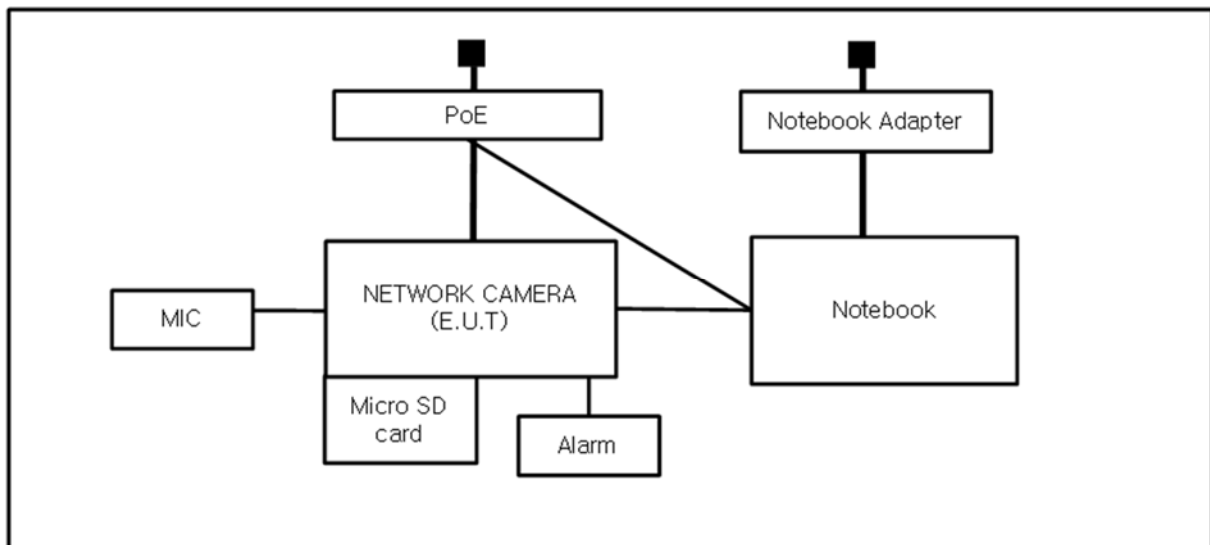 PoE
Notebook Adapter
NETWORK CAMERA
(E.U.T)
Notebook
MIC
Micro SD
card
Alarm